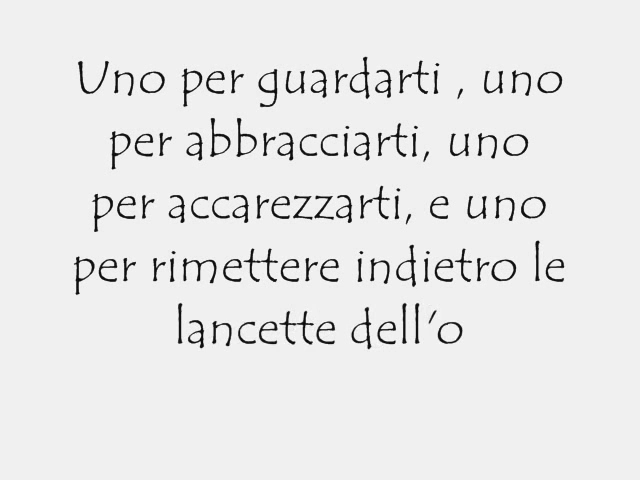 Uno per guardarti , uno
per abbracciarti, uno
per accarezzarti, e uno
per rimettere indietro le
lancette dell'o